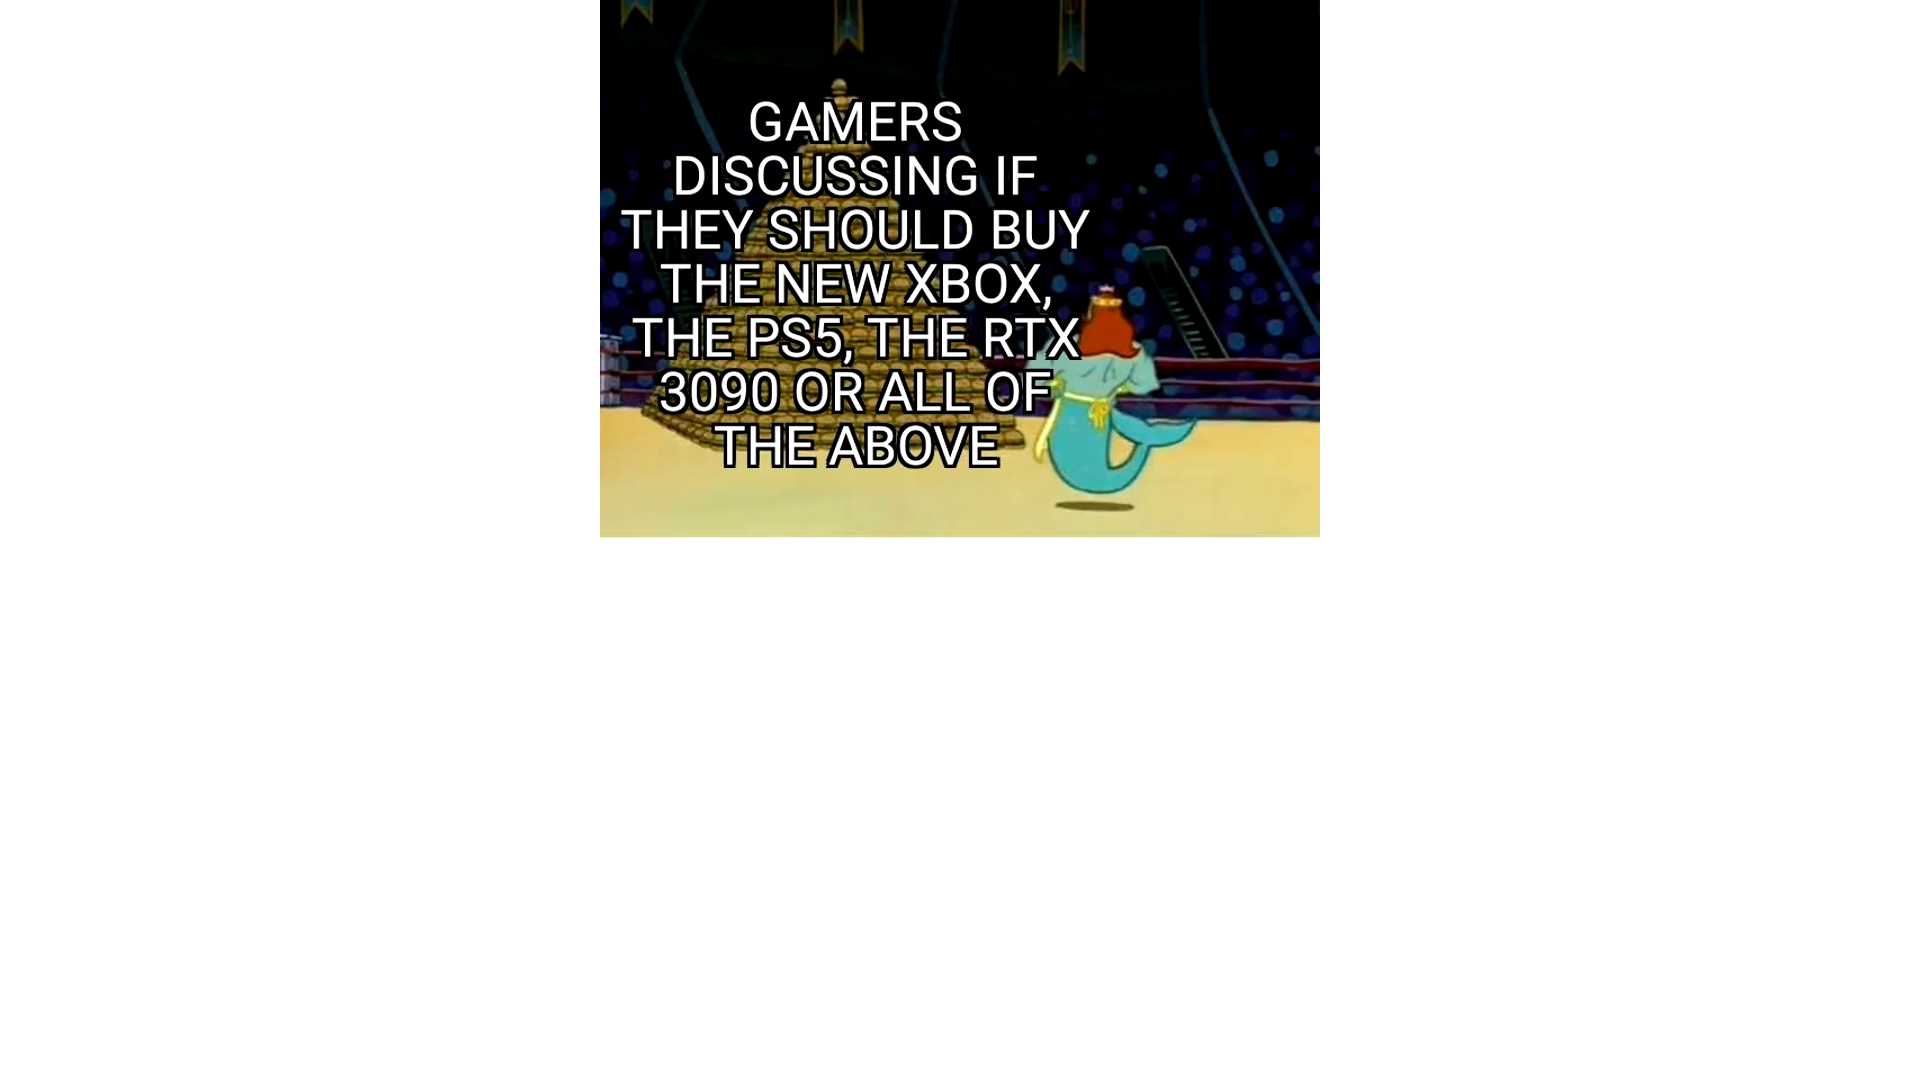 GAMERS
DISCUSSING IF
THEY SHOULD BUY
THE NEW XBOX,
THE PS5, THE RTX
3090 OR ALL OF
THE ABOVE